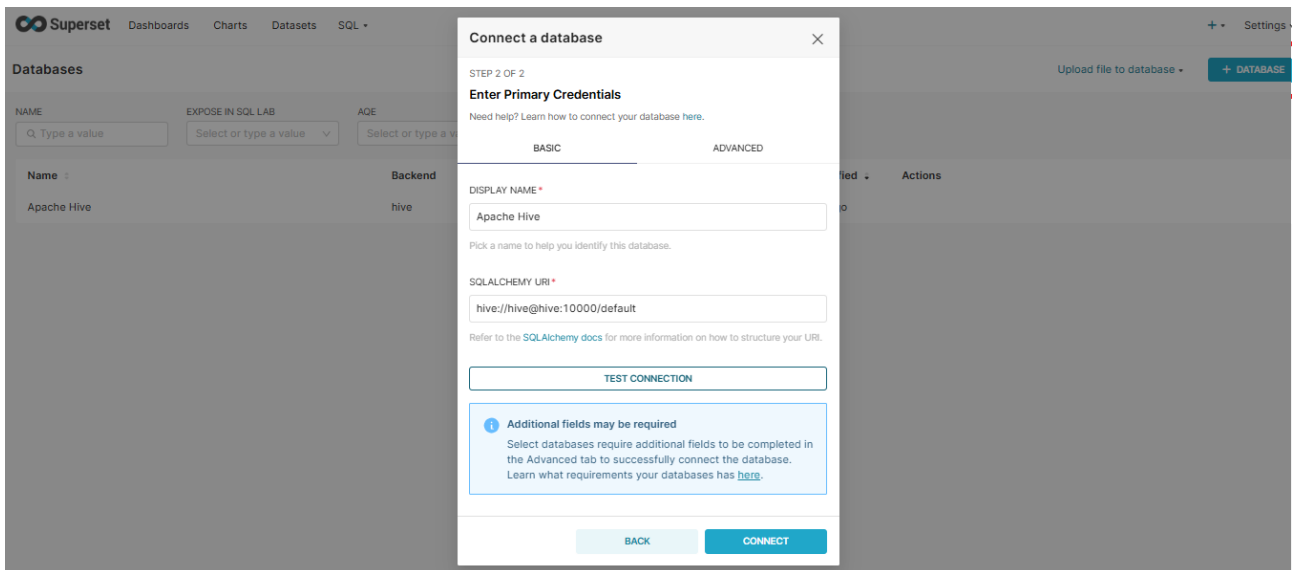 Superset Dashboards Charts Datasets SQL
Settings
Databases
Upload file to database
+ DATABASE
NAME
EXPOSE IN SQL LAB
AQE
Type a value
Select or type a value
Select or type a v
Name
Backend
fied
Actions
Apache Hive
hive
go
Connect a database
STEP 2 OF 2
Enter Primary Credentials
Need help? Learn how to connect your database here.
BASIC
ADVANCED
DISPLAY NAME*
Apache Hive
Pick a name to help you identify this database.
SQLALCHEMY URI*
hive://hive@hive:10000/default
Refer to the SQLAlchemy docs for more information on how to structure your URI.
TEST CONNECTION
Additional fields may be required
Select databases require additional fields to be completed in
the Advanced tab to successfully connect the database.
Learn what requirements your databases has here.
BACK
CONNECT